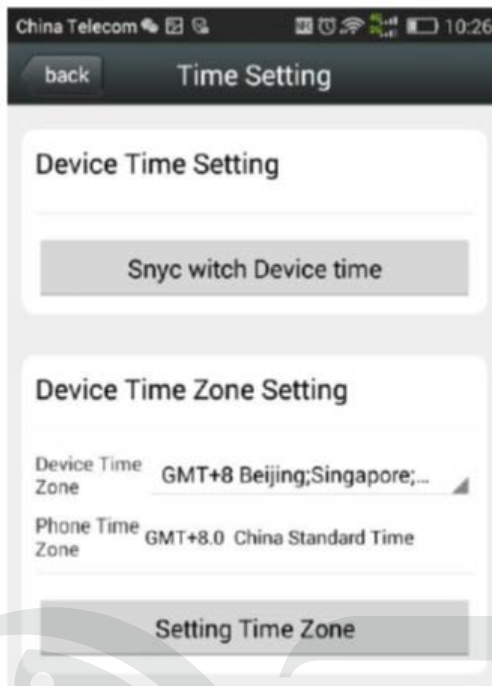 China Telecom 10:26
back Time Setting
Device Time Setting
Snyc witch Device time
Device Time Zone Setting
Device Time
Zone
GMT+8 Beijing;Singapore;...
Phone Time
Zone
GMT+8.0 China Standard Time
Setting Time Zone